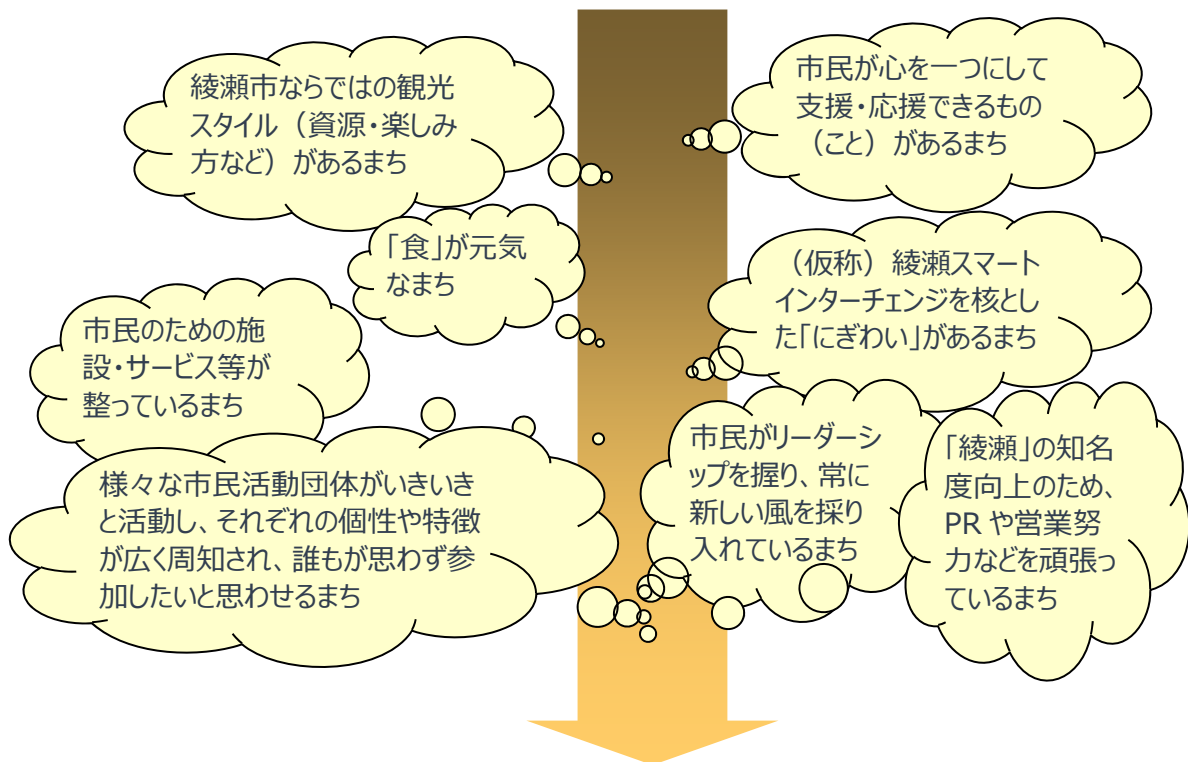 綾瀬市ならではの観光
スタイル（資源・楽しみ
方など）があるまち
市民が心を一つにして
支援・応援できるもの
（こと）があるまち
「食」が元気
なまち
（仮称）綾瀬スマート
インターチェンジを核とし
た「にぎわい」があるまち
市民のための施
設・サービス等が
整っているまち
様々な市民活動団体がいきいき
と活動し、それぞれの個性や特徴
が広く周知され、誰もが思わず参
加したいと思わせるまち
市民がリーダーシ
ップを握り、常に
新しい風を採り
入れているまち
「綾瀬」の知名
度向上のため、
PR や営業努
力などを頑張っ
ているまち